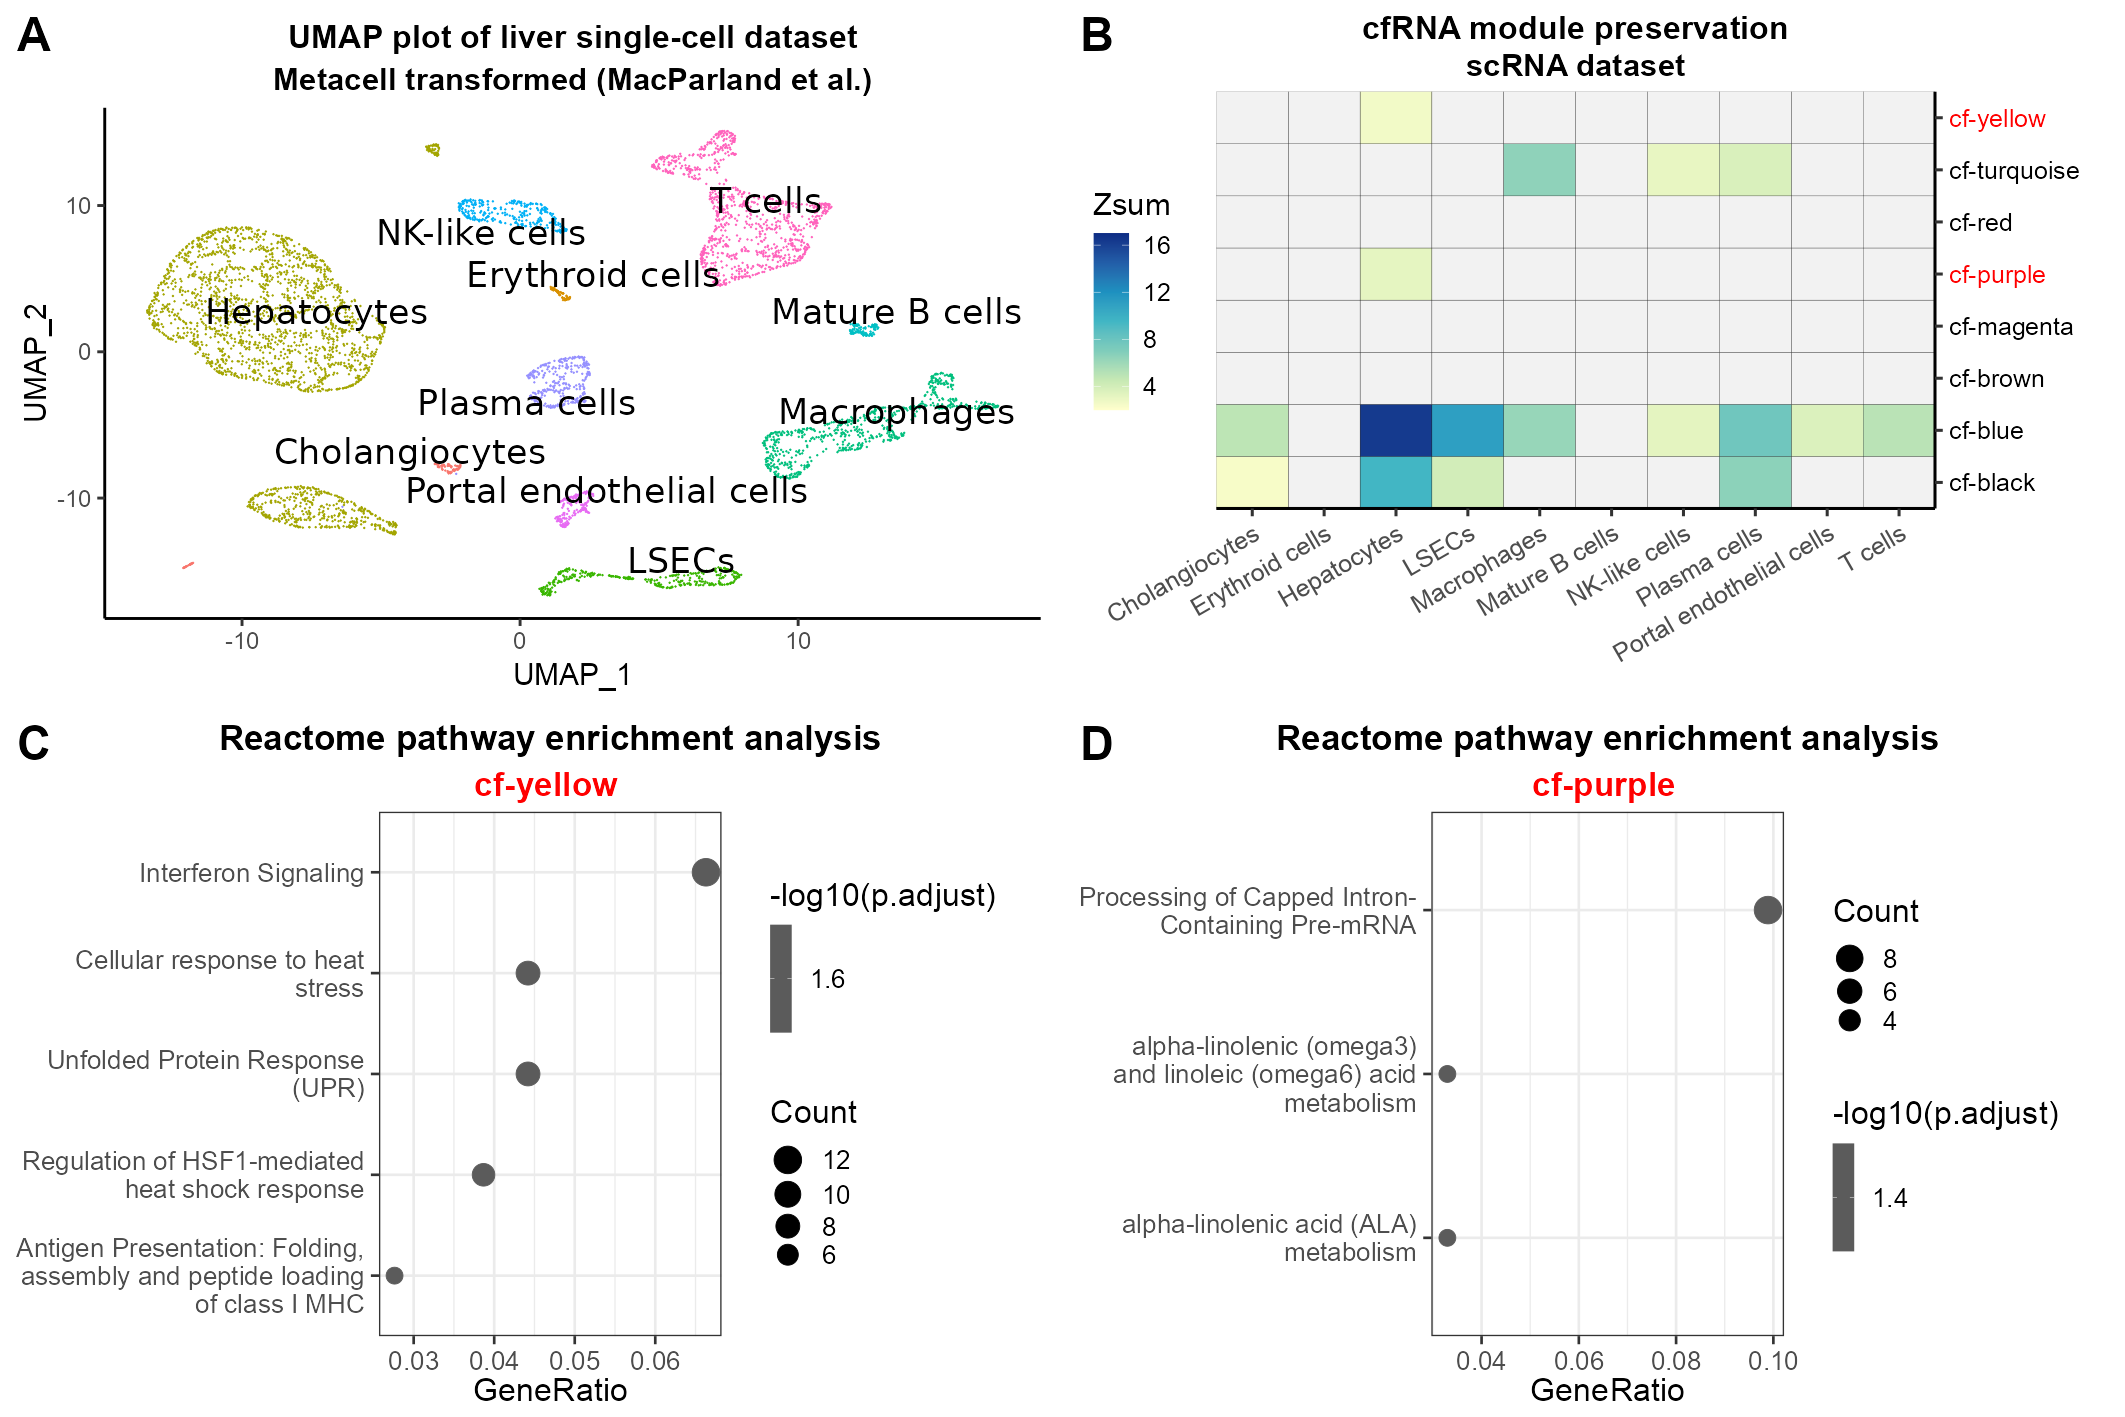 A
UMAP plot of liver single-cell dataset
Metacell transformed (MacParland et al.)
UMAP_2
10
0
-10
T cells
NK-like cells
Erythroid cells
Hepatocytes
Mature B cells
Plasma cells
Macrophages
Cholangiocytes
Portal endothelial cells
LSECs
-10
0
10
UMAP_1
B
cfRNA module preservation
scRNA dataset
Zsum
16
12
8
4
cf-yellow
cf-turquoise
cf-red
cf-purple
cf-magenta
cf-brown
cf-blue
cf-black
Cholangiocytes
Erythroid cells
Hepatocytes
LSECs
Macrophages
Mature B cells
NK-like cells
Plasma cells
Portal endothelial cells
T cells
C
Reactome pathway enrichment analysis
cf-yellow
Interferon Signaling
Cellular response to heat
stress
Unfolded Protein Response
(UPR)
Regulation of HSF1-mediated
heat shock response
Antigen Presentation: Folding,
assembly and peptide loading
of class I MHC
0.03
0.04
0.05
0.06
GeneRatio
-log10(p.adjust)
1.6
Count
12
10
8
6
D
Reactome pathway enrichment analysis
cf-purple
Processing of Capped Intron-
Containing Pre-mRNA
alpha-linolenic (omega3)
and linoleic (omega6) acid
metabolism
alpha-linolenic acid (ALA)
metabolism
0.04
0.06
0.08
0.10
GeneRatio
Count
8
6
4
-log10(p.adjust)
1.4